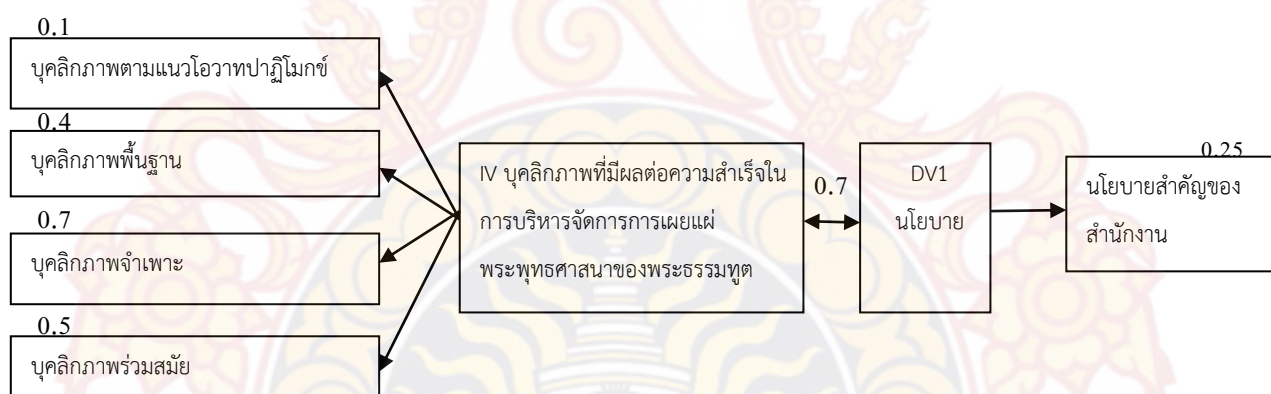 0.1
บุคลิกภาพตามแนวโอวาทปาฏิโมกข์
0.4
บุคลิกภาพพื้นฐาน
0.7
บุคลิกภาพจำเพาะ
0.5
บุคลิกภาพร่วมสมัย
IV บุคลิกภาพที่มีผลต่อความสำเร็จใน
การบริหารจัดการการเผยแผ่
พระพุทธศาสนาของพระธรรมทูต
0.7
DV1
นโยบาย
0.25
นโยบายสำคัญของ
สำนักงาน